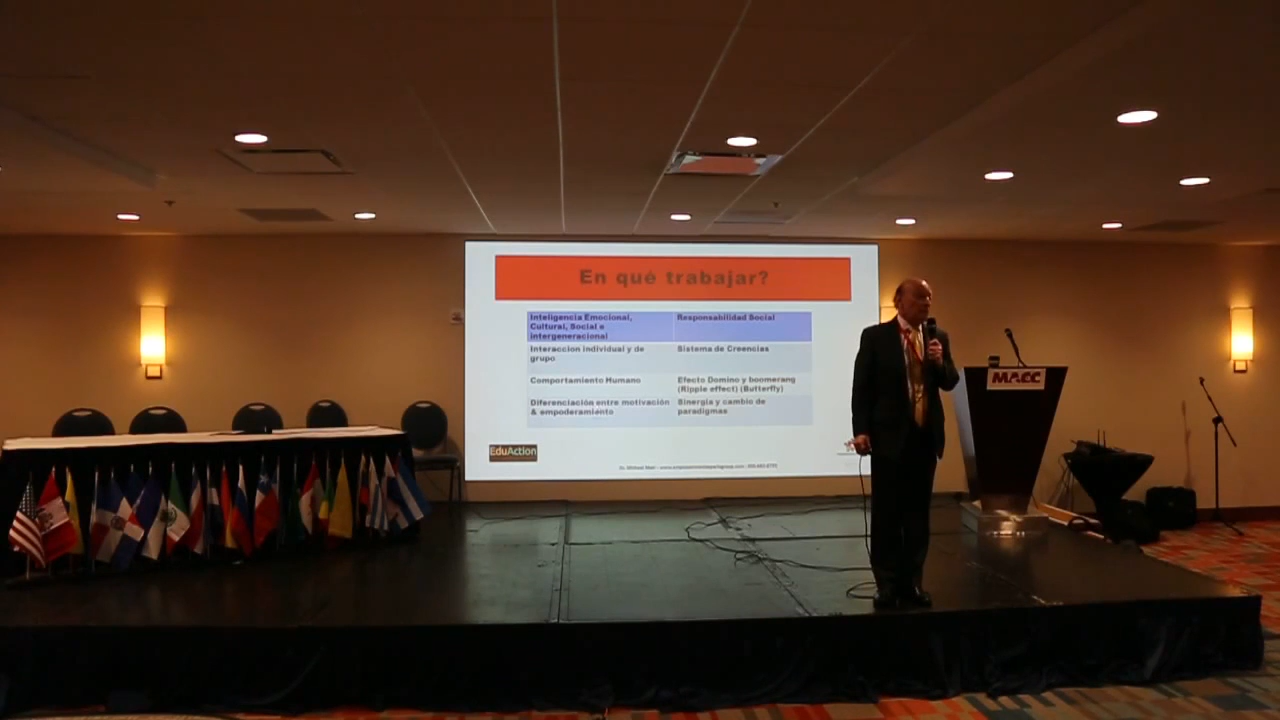 En qué trabajar?
Inteligencia Emocional,
Cultural, Social e
Intergeneracional
Responsabilidad Social
Interaccion individual y de
grupo
Sistema de Creencias
Comportamiento Humano
Efecto Domino y boomerang
(Ripple effect) (Butterfly)
Diferenciación entre motivación
& empoderamiento
Sinergia y cambio de
paradigmas
EduAction
MACC